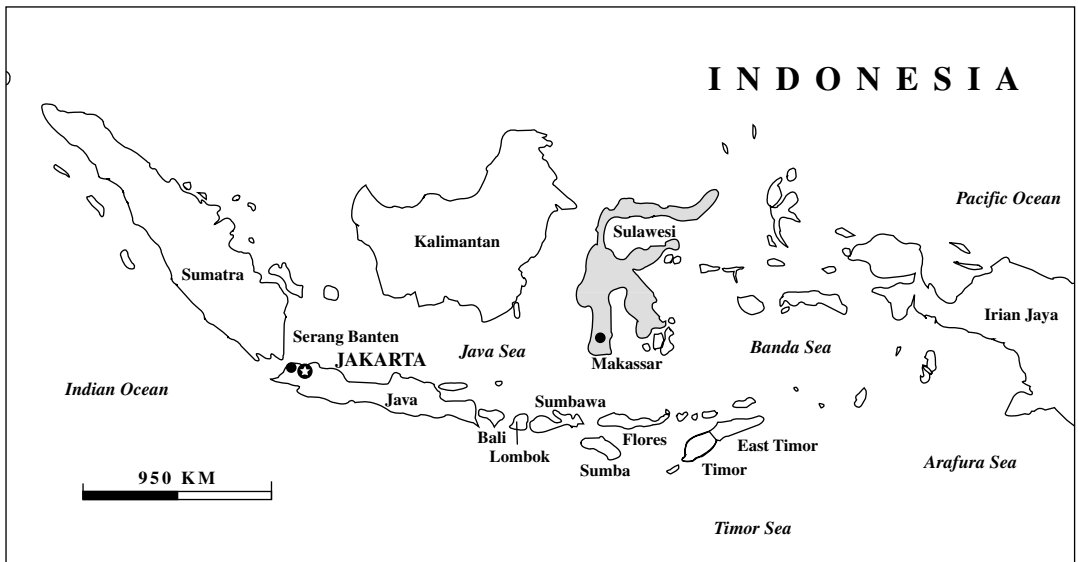 INDONESIA
Pacific Ocean
Sulawesi
Kalimantan
Sumatra
Irian Jaya
Serang Banten
JAKARTA
Java Sea
Banda Sea
Makassar
Indian Ocean
Java
Sumbawa
Bali
Lombok
Flores
East Timor
Sumba
Timor
Arafura Sea
950 KM
Timor Sea